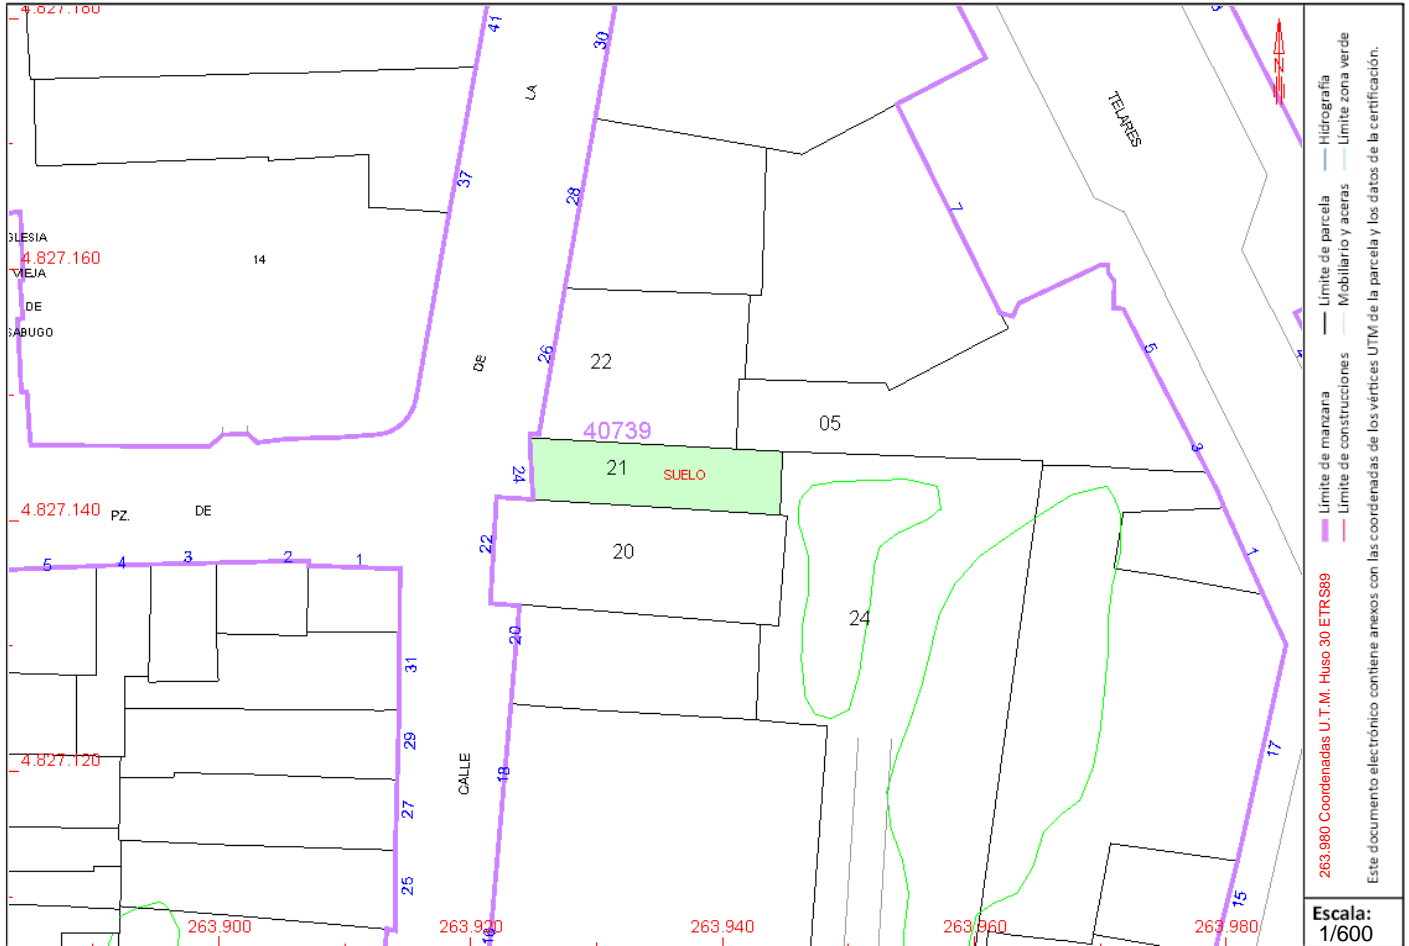 4.827.180
41
30
LA
TELARES
37
28
7
GLESIA
VIEJA
DE
SABUGO
4.827.160
14
DE
26
22
5
40739
05
3
24
21
SUELO
4.827.140
PZ.
DE
22
20
1
5
4
3
2
1
24
20
31
29
4.827.120
CALLE
18
17
27
25
15
16
263.900
263.920
263.940
263.960
263.980
N
263.980 Coordenadas U.T.M. Huso 30 ETRS89
Límite de manzana
Límite de parcela
Hidrografía
Límite de construcciones
Mobiliario y aceras
Límite zona verde
Este documento electrónico contiene anexos con las coordenadas de los vértices UTM de la parcela y los datos de la certificación.
Escala:
1/600